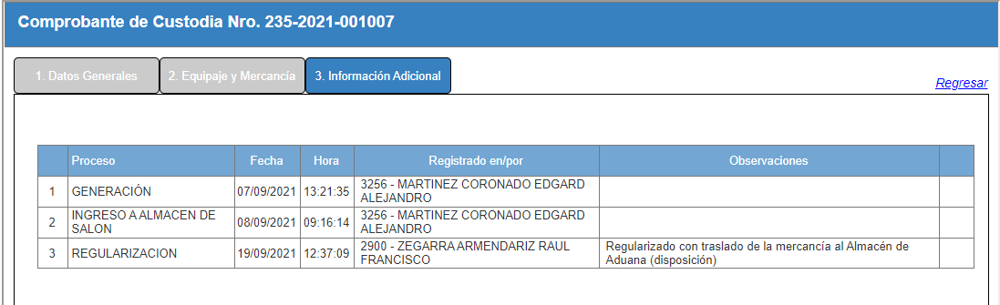 Comprobante de Custodia Nro. 235-2021-001007
1. Datos Generales 2. Equipaje y Mercancía 3. Información Adicional
Regresar
Proceso Fecha Hora Registrado en/por Observaciones
1 GENERACIÓN 07/09/2021 13:21:35 3256 - MARTINEZ CORONADO EDGARD
ALEJANDRO
2 INGRESO A ALMACEN DE
SALON 08/09/2021 09:16:14 3256 - MARTINEZ CORONADO EDGARD
ALEJANDRO
3 REGULARIZACION 19/09/2021 12:37:09 2900 - ZEGARRA ARMENDARIZ RAUL
FRANCISCO Regularizado con traslado de la mercancía al Almacén de
Aduana (disposición)